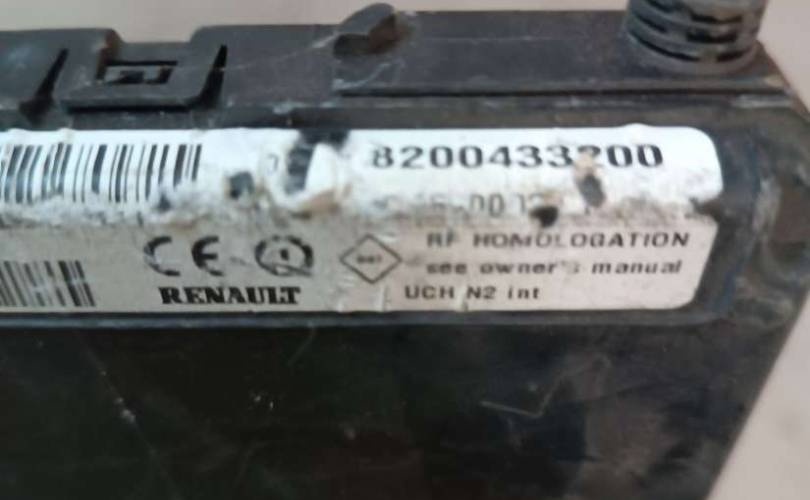 8200433200
CE
RENAULT
RF HOMOLOGATION
see owner's manual
UCH N2 int